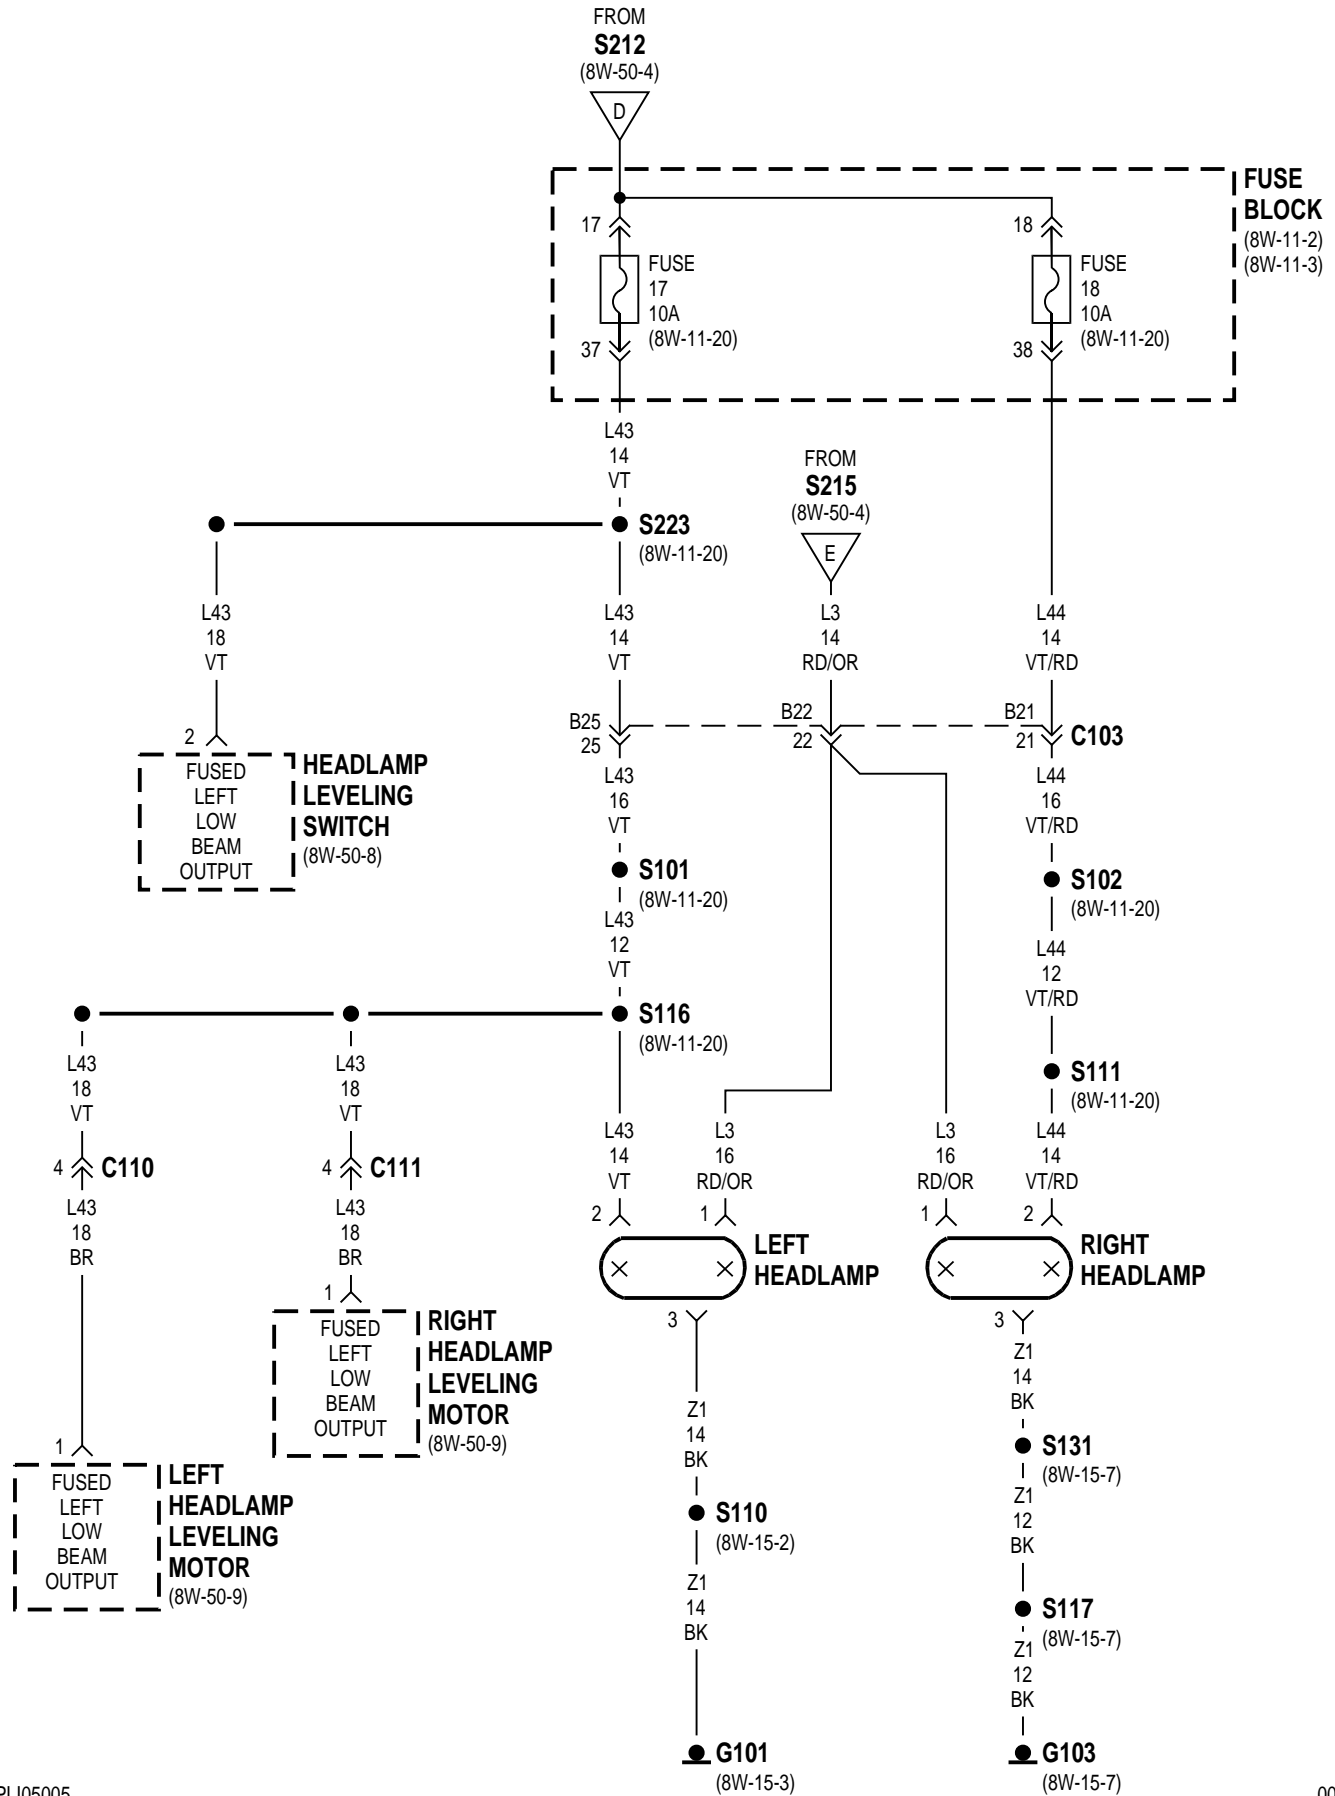 FROM
S212
(8W-50-4)
D
FUSE
BLOCK
(8W-11-2)
(8W-11-3)
17
FUSE
17
10A
(8W-11-20)
37
18
FUSE
18
10A
(8W-11-20)
38
L43
14
VT
FROM
S215
(8W-50-4)
E
S223
(8W-11-20)
L43
18
VT
L43
14
VT
L3
14
RD/OR
L44
14
VT/RD
B25
25
B22
22
B21
21
C103
2
FUSED
LEFT
LOW
BEAM
OUTPUT
HEADLAMP
LEVELING
SWITCH
(8W-50-8)
L43
16
VT
L44
16
VT/RD
S101
(8W-11-20)
S102
(8W-11-20)
L43
12
VT
L44
12
VT/RD
S116
(8W-11-20)
S111
(8W-11-20)
L43
18
VT
L43
18
VT
L43
14
VT
L3
16
RD/OR
L3
16
RD/OR
L44
14
VT/RD
4
C110
4
C111
L43
18
BR
L43
18
BR
2
1
LEFT
HEADLAMP
1
2
RIGHT
HEADLAMP
1
FUSED
LEFT
LOW
BEAM
OUTPUT
RIGHT
HEADLAMP
LEVELING
MOTOR
(8W-50-9)
3
3
Z1
14
BK
Z1
14
BK
1
FUSED
LEFT
LOW
BEAM
OUTPUT
LEFT
HEADLAMP
LEVELING
MOTOR
(8W-50-9)
S110
(8W-15-2)
S131
(8W-15-7)
Z1
14
BK
Z1
12
BK
S117
(8W-15-7)
Z1
12
BK
G101
(8W-15-3)
G103
(8W-15-7)